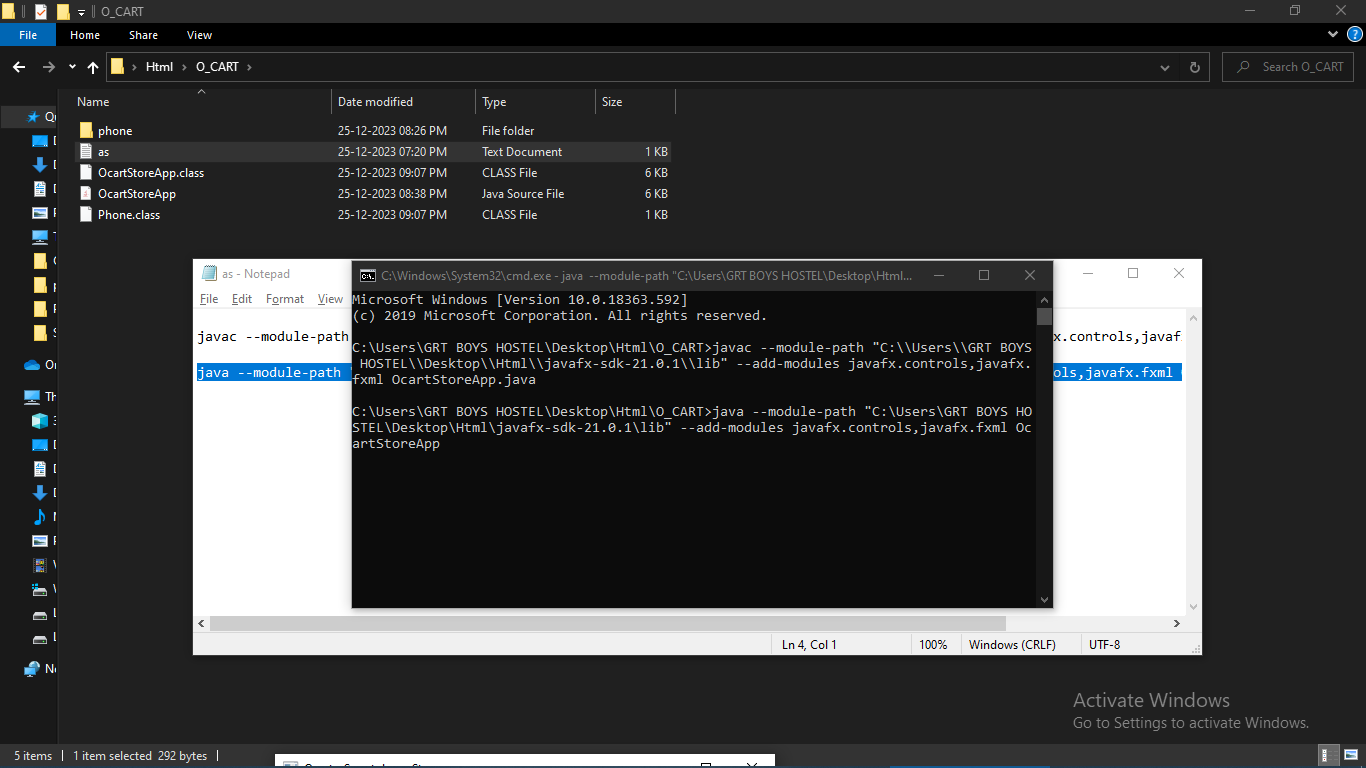 O_CART
File Home Share View
Html O_CART Search O_CART
Name Date modified Type Size
phone 25-12-2023 08:26 PM File folder
as 25-12-2023 07:20 PM Text Document 1 KB
OcartStoreApp.class 25-12-2023 09:07 PM CLASS File 6 KB
OcartStoreApp 25-12-2023 08:38 PM Java Source File 6 KB
Phone.class 25-12-2023 09:07 PM CLASS File 1 KB
as - Notepad
File Edit Format View
javac --module-path x.controls,javaf
java --module-path ols,javafx.fxml
C:\Windows\System32\cmd.exe - java --module-path "C:\Users\GRT BOYS HOSTEL\Desktop\Html...
Microsoft Windows [Version 10.0.18363.592]
(c) 2019 Microsoft Corporation. All rights reserved.
C:\Users\GRT BOYS HOSTEL\Desktop\Html\O_CART>javac --module-path "C:\\Users\\GRT BOYS
HOSTEL\\Desktop\\Html\\javafx-sdk-21.0.1\\lib" --add-modules javafx.controls,javafx.
fxml OcartStoreApp.java
C:\Users\GRT BOYS HOSTEL\Desktop\Html\O_CART>java --module-path "C:\Users\GRT BOYS HO
STEL\Desktop\Html\javafx-sdk-21.0.1\lib" --add-modules javafx.controls,javafx.fxml Oc
artStoreApp
Ln 4, Col 1 100% Windows (CRLF) UTF-8
Activate Windows
Go to Settings to activate Windows.
5 items 1 item selected 292 bytes